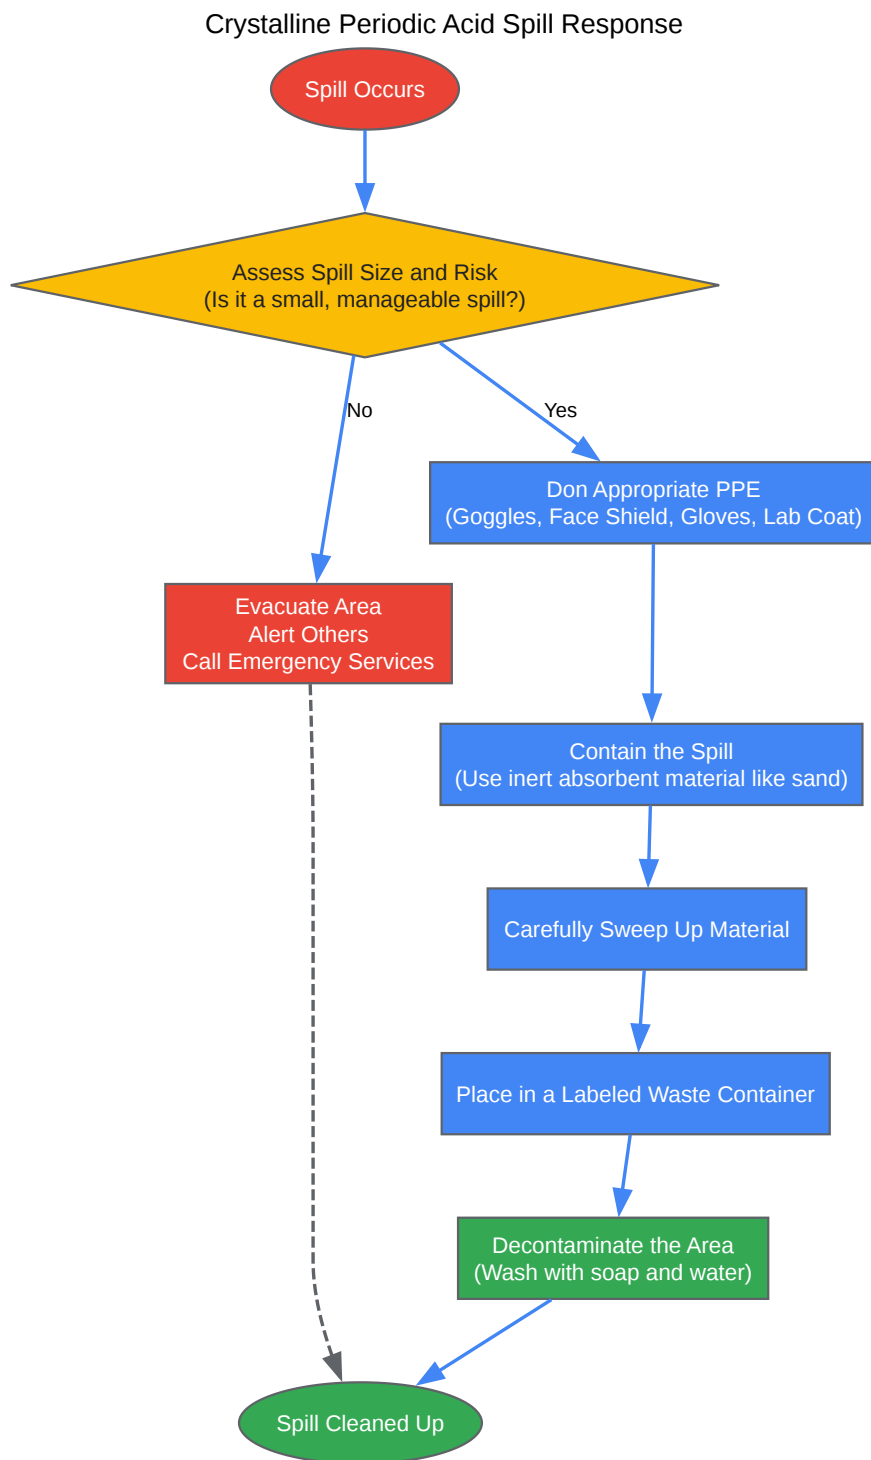 Crystalline Periodic Acid Spill Response
Spill Occurs
Assess Spill Size and Risk
(Is it a small, manageable spill?)
No
Yes
Don Appropriate PPE
(Goggles, Face Shield, Gloves, Lab Coat)
Evacuate Area
Alert Others
Call Emergency Services
Contain the Spill
(Use inert absorbent material like sand)
Carefully Sweep Up Material
Place in a Labeled Waste Container
Decontaminate the Area
(Wash with soap and water)
Spill Cleaned Up